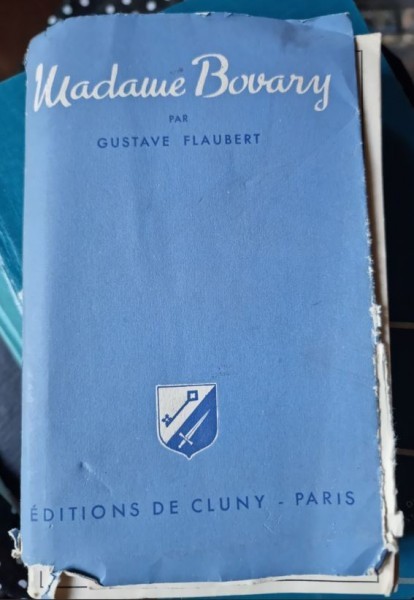 Madame Bovary
PAR
GUSTAVE FLAUBERT
ÉDITIONS DE CLUNY - PARIS
L